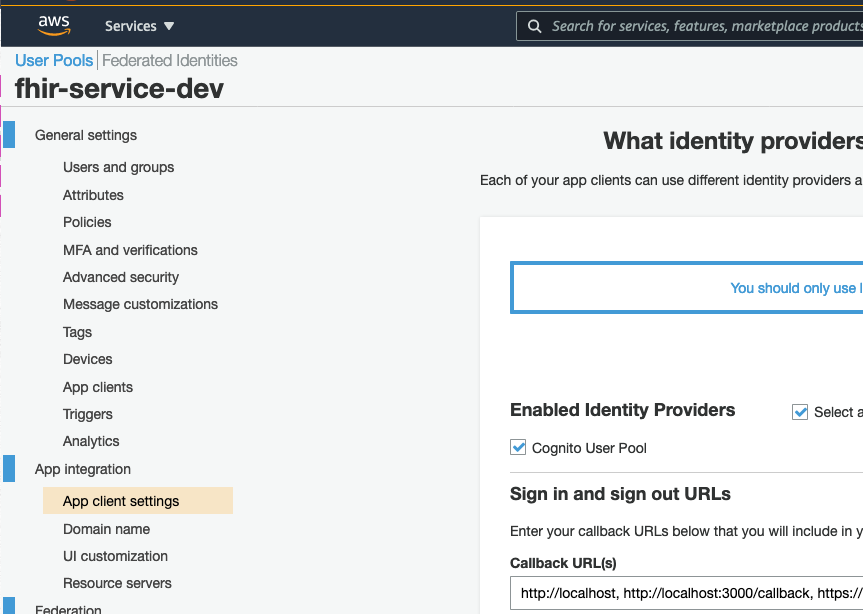 aws
Services ▼
Search for services, features, marketplace products
User Pools | Federated Identities
fhir-service-dev
General settings
Users and groups
Attributes
Policies
MFA and verifications
Advanced security
Message customizations
Tags
Devices
App clients
Triggers
Analytics
App integration
App client settings
Domain name
UI customization
Resource servers
Federation
What identity providers
Each of your app clients can use different identity providers a
You should only use
Enabled Identity Providers
Select a
Cognito User Pool
Sign in and sign out URLs
Enter your callback URLs below that you will include in y
Callback URL(s)
http://localhost, http://localhost:3000/callback, https://